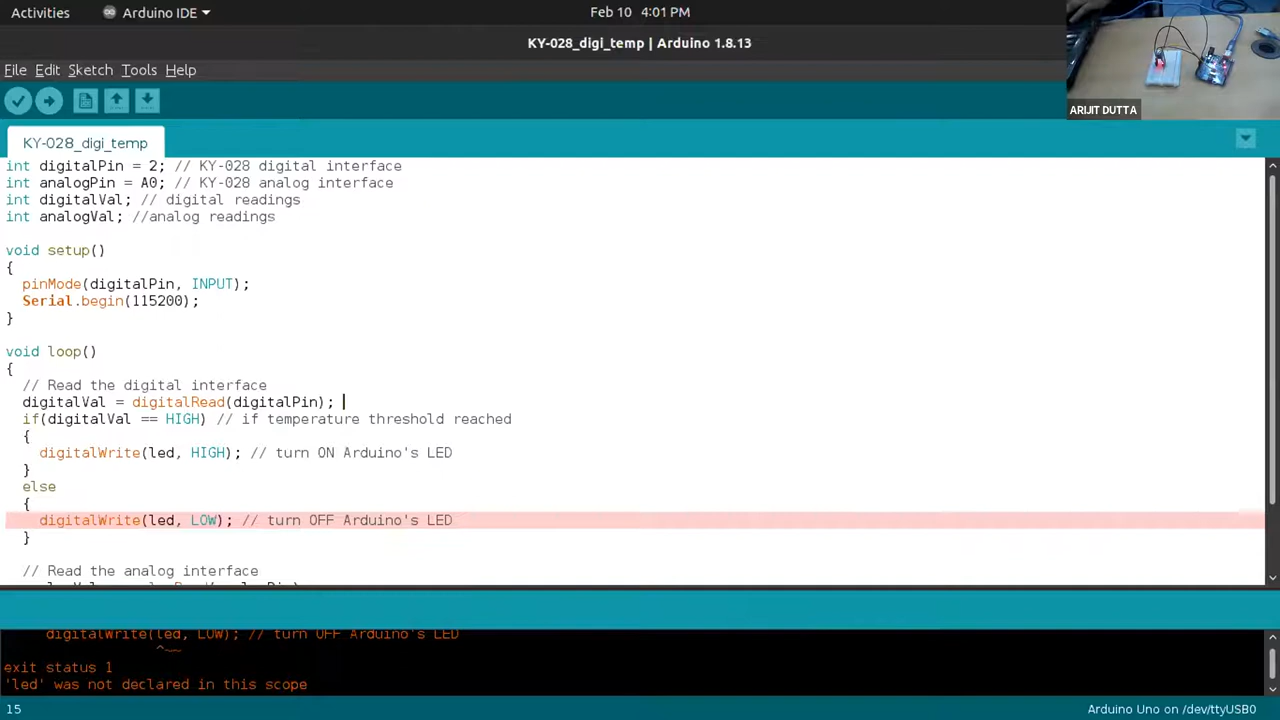 Activities Arduino IDE Feb 10 4:01 PM
KY-028_digi_temp | Arduino 1.8.13
File Edit Sketch Tools Help
ARIJIT DUTTA
KY-028_digi_temp
int digitalPin = 2; // KY-028 digital interface
int analogPin = A0; // KY-028 analog interface
int digitalVal; // digital readings
int analogVal; //analog readings
void setup()
{
pinMode(digitalPin, INPUT);
Serial.begin(115200);
}
void loop()
{
// Read the digital interface
digitalVal = digitalRead(digitalPin);
if(digitalVal == HIGH) // if temperature threshold reached
{
digitalWrite(led, HIGH); // turn ON Arduino's LED
}
else
{
digitalWrite(led, LOW); // turn OFF Arduino's LED
}
// Read the analog interface
digitalWrite(led, LOW); // turn OFF Arduino's LED
^~~
exit status 1
'led' was not declared in this scope
15 Arduino Uno on /dev/ttyUSB0